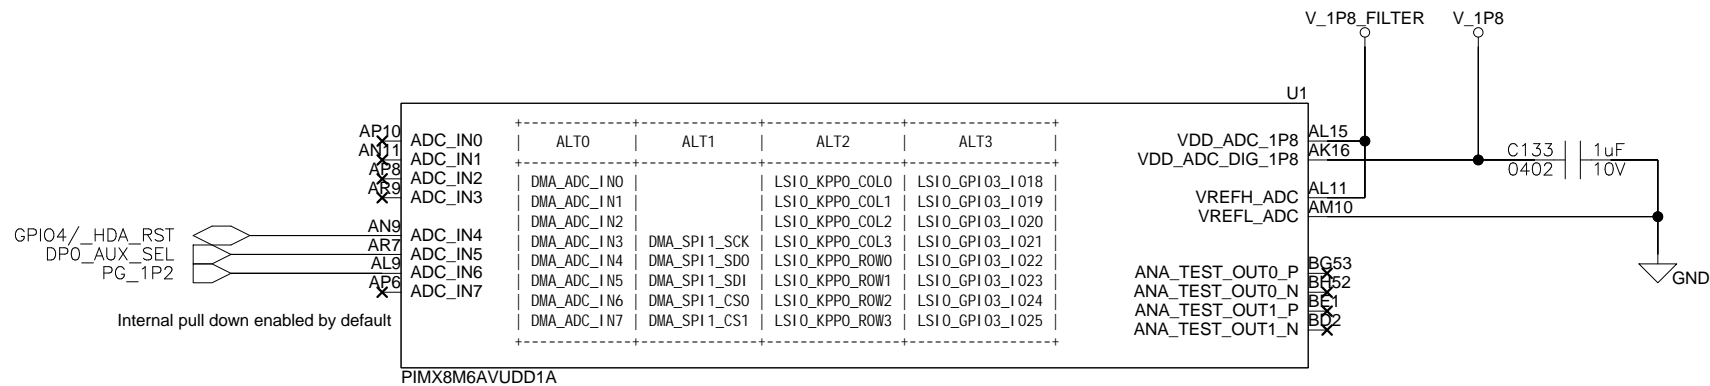 V_1P8_FILTER V_1P8
U1
AP10 ADC_IN0
AN11 ADC_IN1
AP8 ADC_IN2
AR9 ADC_IN3
GPIO4/_HDA_RST AN9 ADC_IN4
DP0_AUX_SEL AR7 ADC_IN5
PG_1P2 AL9 ADC_IN6
AP6 ADC_IN7
Internal pull down enabled by default
+-----------+------------+--------------+---------------+
| ALT0 | ALT1 | ALT2 | ALT3 |
+-----------+------------+--------------+---------------+
| DMA_ADC_IN0 | | LSIO_KPP0_COL0 | LSIO_GPIO3_IO18 |
| DMA_ADC_IN1 | | LSIO_KPP0_COL1 | LSIO_GPIO3_IO19 |
| DMA_ADC_IN2 | | LSIO_KPP0_COL2 | LSIO_GPIO3_IO20 |
| DMA_ADC_IN3 | DMA_SPI1_SCK | LSIO_KPP0_COL3 | LSIO_GPIO3_IO21 |
| DMA_ADC_IN4 | DMA_SPI1_SDO | LSIO_KPP0_ROW0 | LSIO_GPIO3_IO22 |
| DMA_ADC_IN5 | DMA_SPI1_SDI | LSIO_KPP0_ROW1 | LSIO_GPIO3_IO23 |
| DMA_ADC_IN6 | DMA_SPI1_CS0 | LSIO_KPP0_ROW2 | LSIO_GPIO3_IO24 |
| DMA_ADC_IN7 | DMA_SPI1_CS1 | LSIO_KPP0_ROW3 | LSIO_GPIO3_IO25 |
+-----------+------------+--------------+---------------+
VDD_ADC_1P8 AL15
VDD_ADC_DIG_1P8 AK16
VREFH_ADC AL11
VREFL_ADC AM10
ANA_TEST_OUT0_P BG53
ANA_TEST_OUT0_N BH52
ANA_TEST_OUT1_P BE1
ANA_TEST_OUT1_N BD2
C133 1uF
0402 10V
GND
PIMX8M6AVUDD1A